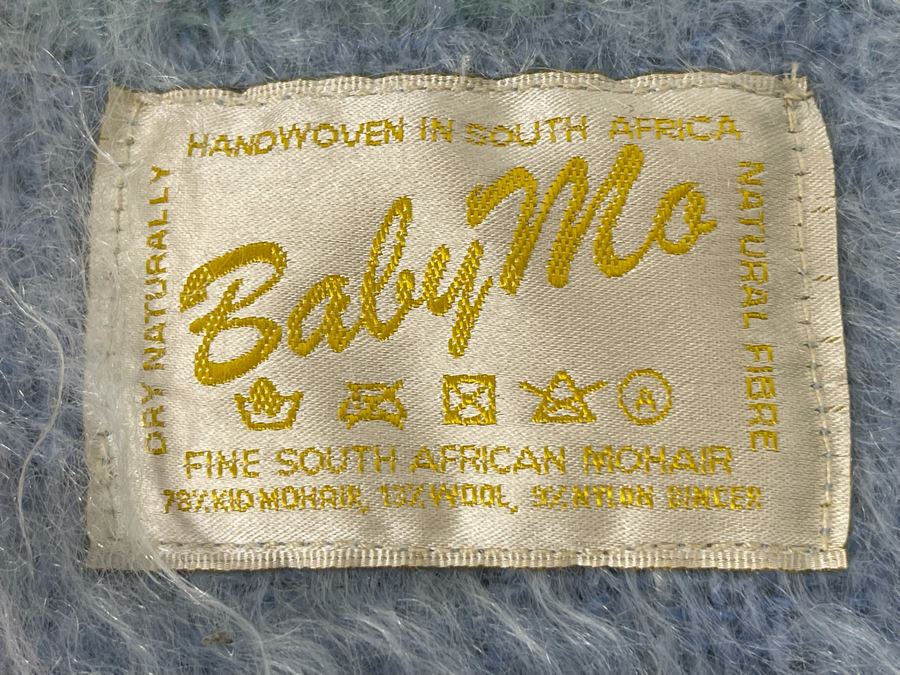 HANDWOVEN IN SOUTH AFRICA
DRY NATURALLY
Baby Mo
NATURAL FIBRE
A
FINE SOUTH AFRICAN MOHAIR
78% KID MOHAIR, 13% WOOL, 9% NYLON BINDER